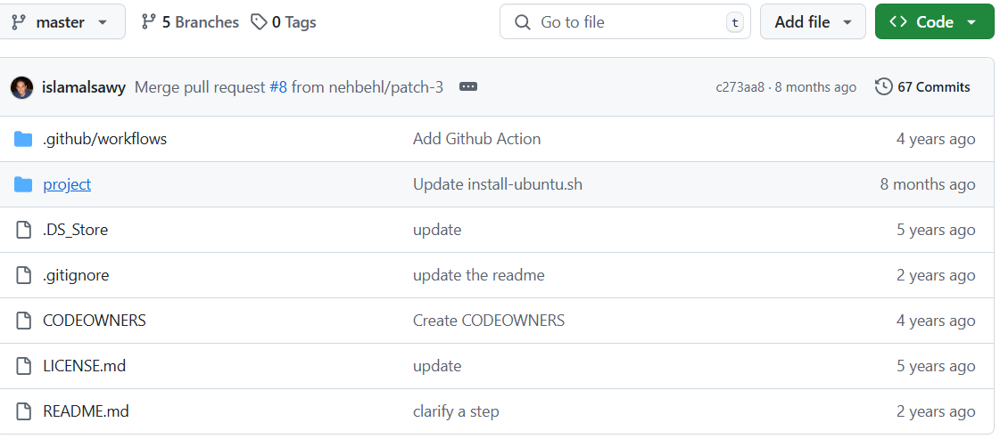 master 5 Branches 0 Tags Go to file t Add file Code
islamalsawy Merge pull request #8 from nehbehl/patch-3 c273aa8 · 8 months ago 67 Commits
.github/workflows Add Github Action 4 years ago
project Update install-ubuntu.sh 8 months ago
.DS_Store update 5 years ago
.gitignore update the readme 2 years ago
CODEOWNERS Create CODEOWNERS 4 years ago
LICENSE.md update 5 years ago
README.md clarify a step 2 years ago